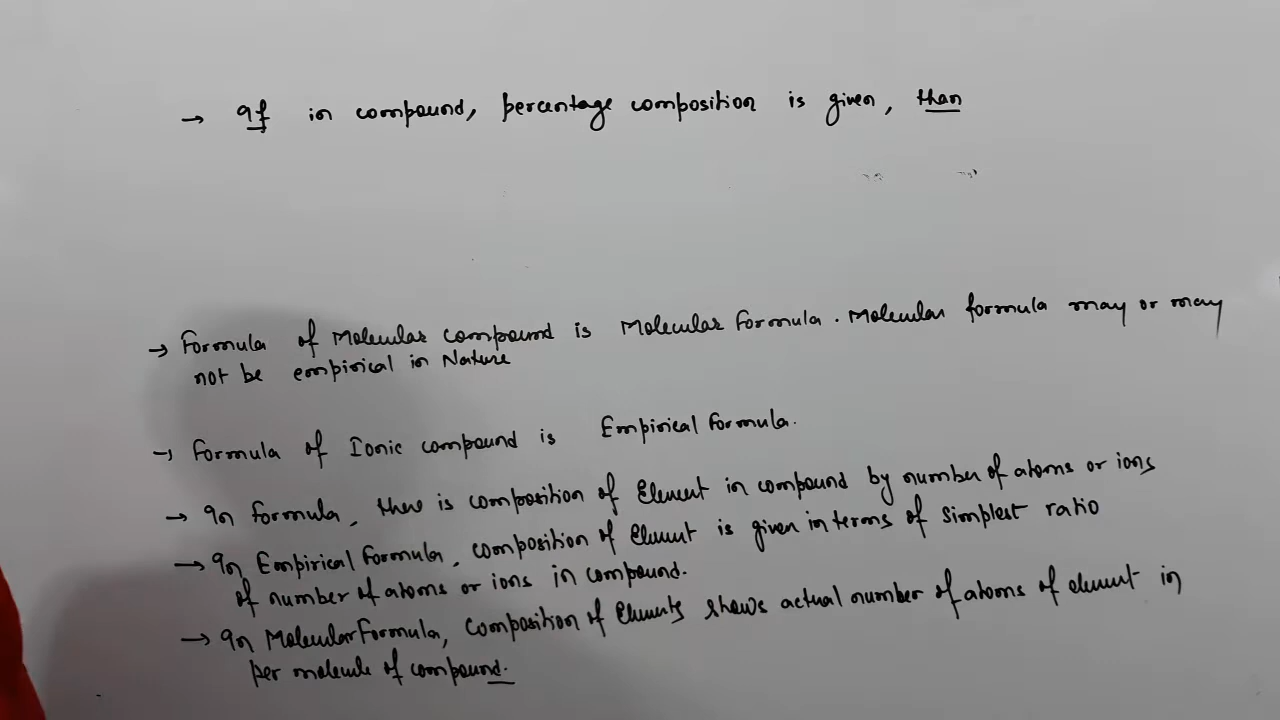 → If in compound, percentage composition is given, than
→ Formula of Molecular compound is Molecular Formula. Molecular formula may or may
not be empirical in Nature
→ Formula of Ionic compound is Empirical Formula.
→ In Formula, there is composition of Element in compound by number of atoms or ions
→ In Empirical Formula, composition of Element is given in terms of simplest ratio
of number of atoms or ions in compound.
→ In Molecular Formula, composition of Elements shows actual number of atoms of element in
per molecule of compound.